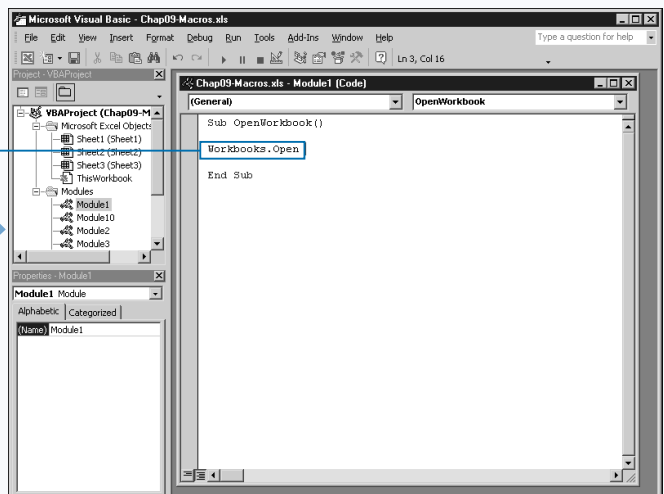 Microsoft Visual Basic - Chap09-Macros.xls
File Edit View Insert Format Debug Run Tools Add-Ins Window Help
Type a question for help
Ln 3, Col 16
Project - VBAProject
VBAProject (Chap09-M
Microsoft Excel Objects
Sheet1 (Sheet1)
Sheet2 (Sheet2)
Sheet3 (Sheet3)
ThisWorkbook
Modules
Module1
Module10
Module2
Module3
Properties - Module1
Module1 Module
Alphabetic Categorized
(Name) Module1
Chap09-Macros.xls - Module1 (Code)
(General) OpenWorkbook
Sub OpenWorkbook()
Workbooks.Open
End Sub